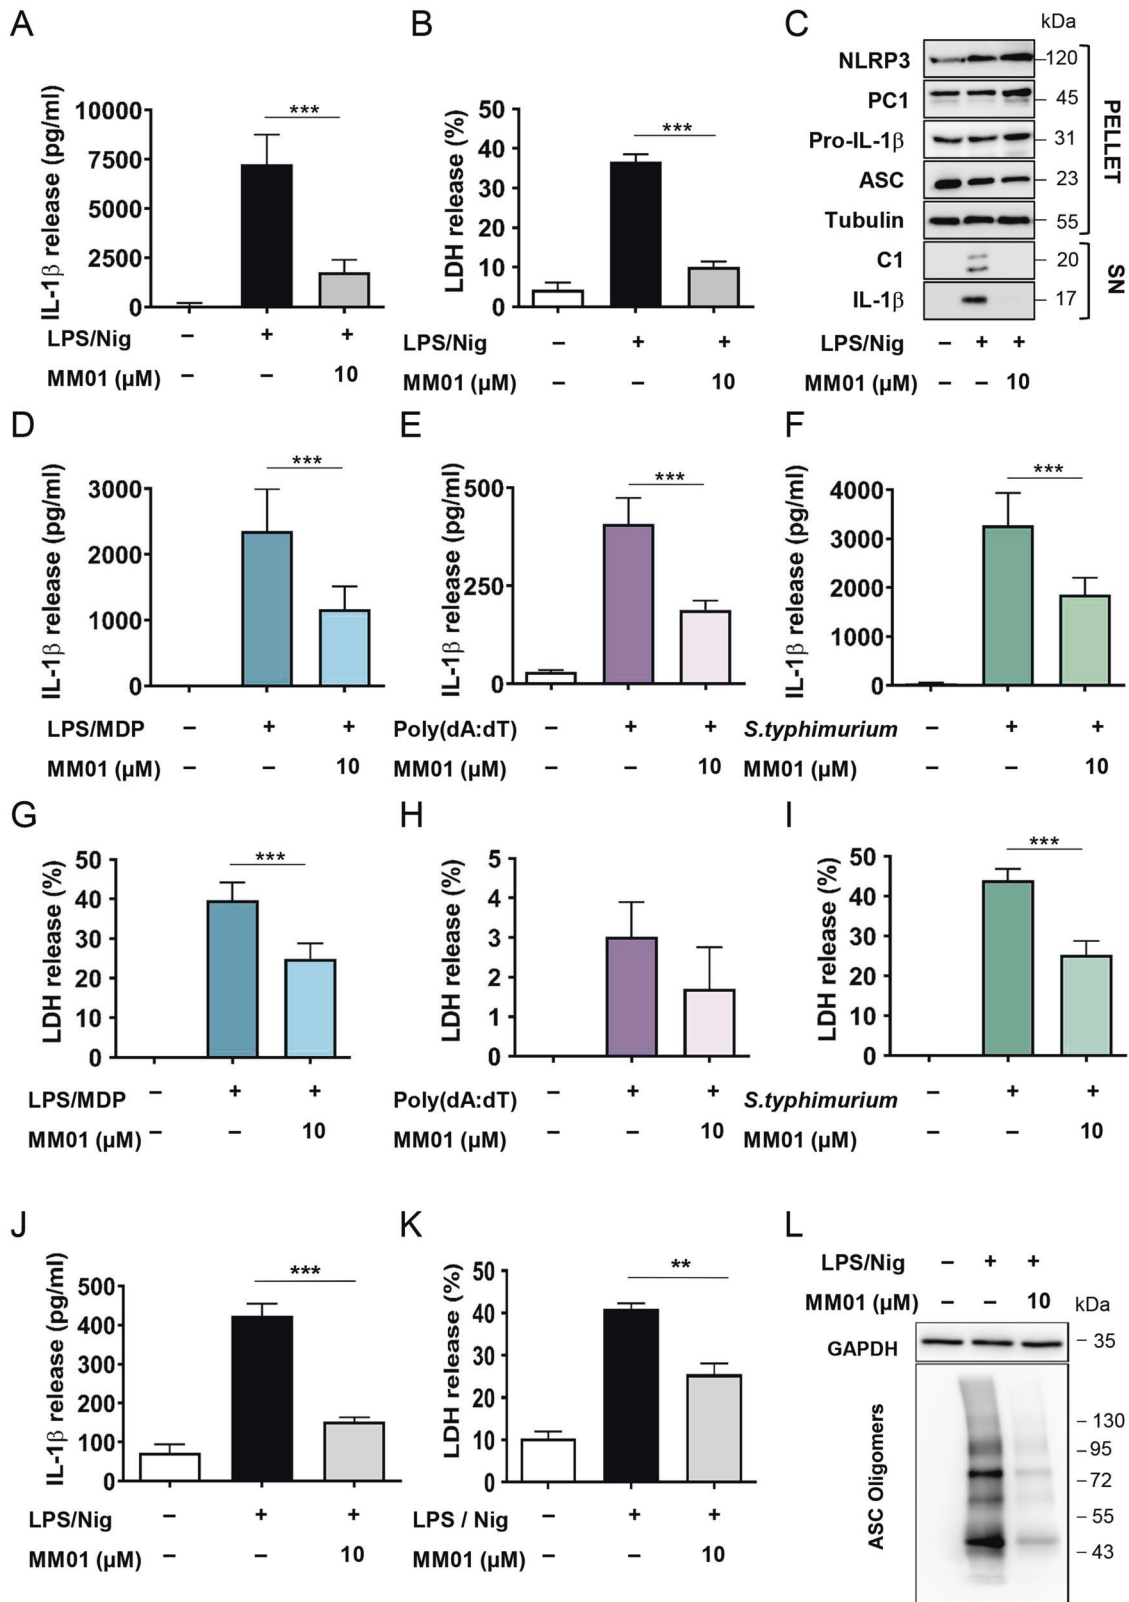 A
IL-1β release (pg/ml)
10000
7500
5000
2500
0
***
LPS/Nig – + +
MM01 (µM) – – 10
B
LDH release (%)
50
40
30
20
10
0
***
LPS/Nig – + +
MM01 (µM) – – 10
C
kDa
NLRP3 120
PC1 45
Pro-IL-1β 31
ASC 23
Tubulin 55
PELLET
C1 20
IL-1β 17
SN
LPS/Nig – + +
MM01 (µM) – – 10
D
IL-1β release (pg/ml)
3000
2000
1000
0
***
LPS/MDP – + +
MM01 (µM) – – 10
E
IL-1β release (pg/ml)
500
250
0
***
Poly(dA:dT) – + +
MM01 (µM) – – 10
F
IL-1β release (pg/ml)
4000
3000
2000
1000
0
***
S.typhimurium – + +
MM01 (µM) – – 10
G
LDH release (%)
50
40
30
20
10
0
***
LPS/MDP – + +
MM01 (µM) – – 10
H
LDH release (%)
5
4
3
2
1
0
Poly(dA:dT) – + +
MM01 (µM) – – 10
I
LDH release (%)
50
40
30
20
10
0
***
S.typhimurium – + +
MM01 (µM) – – 10
J
IL-1β release (pg/ml)
500
400
300
200
100
0
***
LPS/Nig – + +
MM01 (µM) – – 10
K
LDH release (%)
50
40
30
20
10
0
**
LPS / Nig – + +
MM01 (µM) – – 10
L
LPS/Nig – + +
MM01 (µM) – – 10 kDa
GAPDH – 35
ASC Oligomers
– 130
– 95
– 72
– 55
– 43